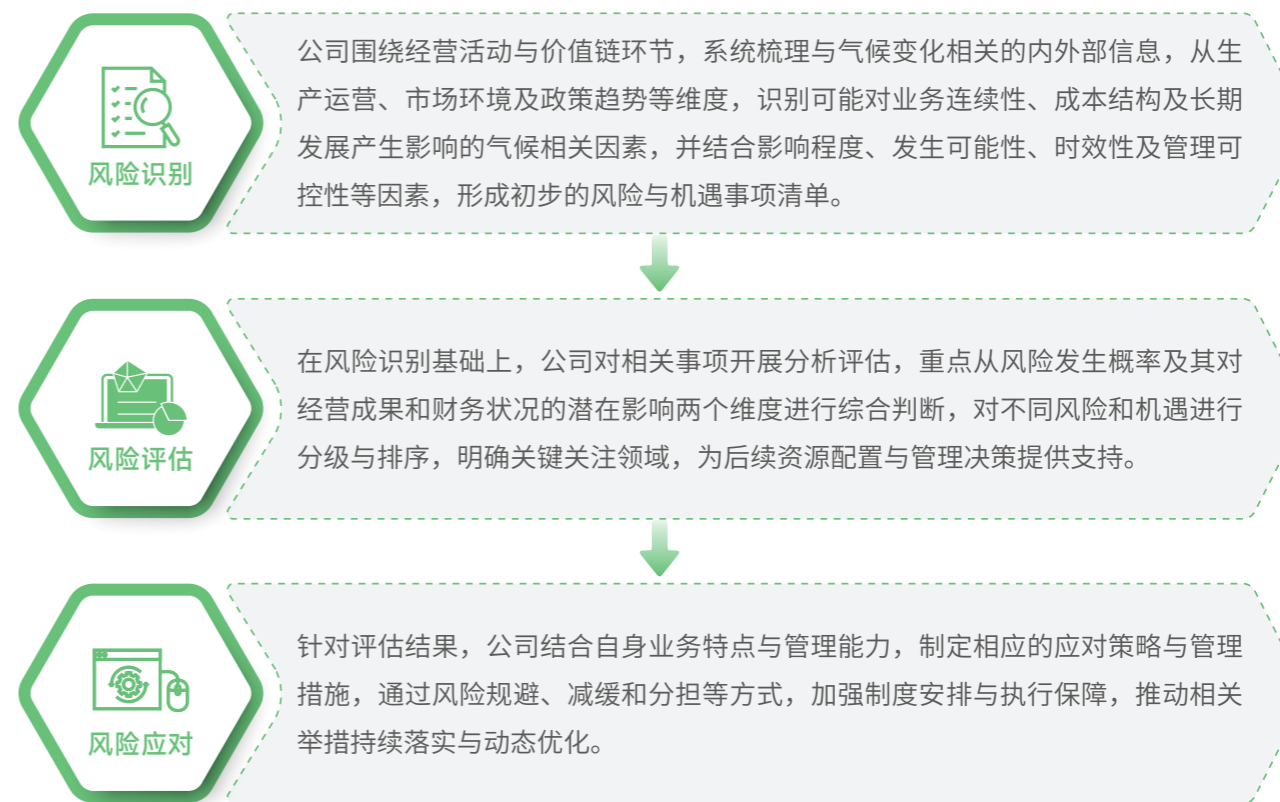 风险识别
公司围绕经营活动与价值链环节，系统梳理与气候变化相关的内外部信息，从生
产运营、市场环境及政策趋势等维度，识别可能对业务连续性、成本结构及长期
发展产生影响的气候相关因素，并结合影响程度、发生可能性、时效性及管理可
控性等因素，形成初步的风险与机遇事项清单。
风险评估
在风险识别基础上，公司对相关事项开展分析评估，重点从风险发生概率及其对
经营成果和财务状况的潜在影响两个维度进行综合判断，对不同风险和机遇进行
分级与排序，明确关键关注领域，为后续资源配置与管理决策提供支持。
风险应对
针对评估结果，公司结合自身业务特点与管理能力，制定相应的应对策略与管理
措施，通过风险规避、减缓和分担等方式，加强制度安排与执行保障，推动相关
举措持续落实与动态优化。